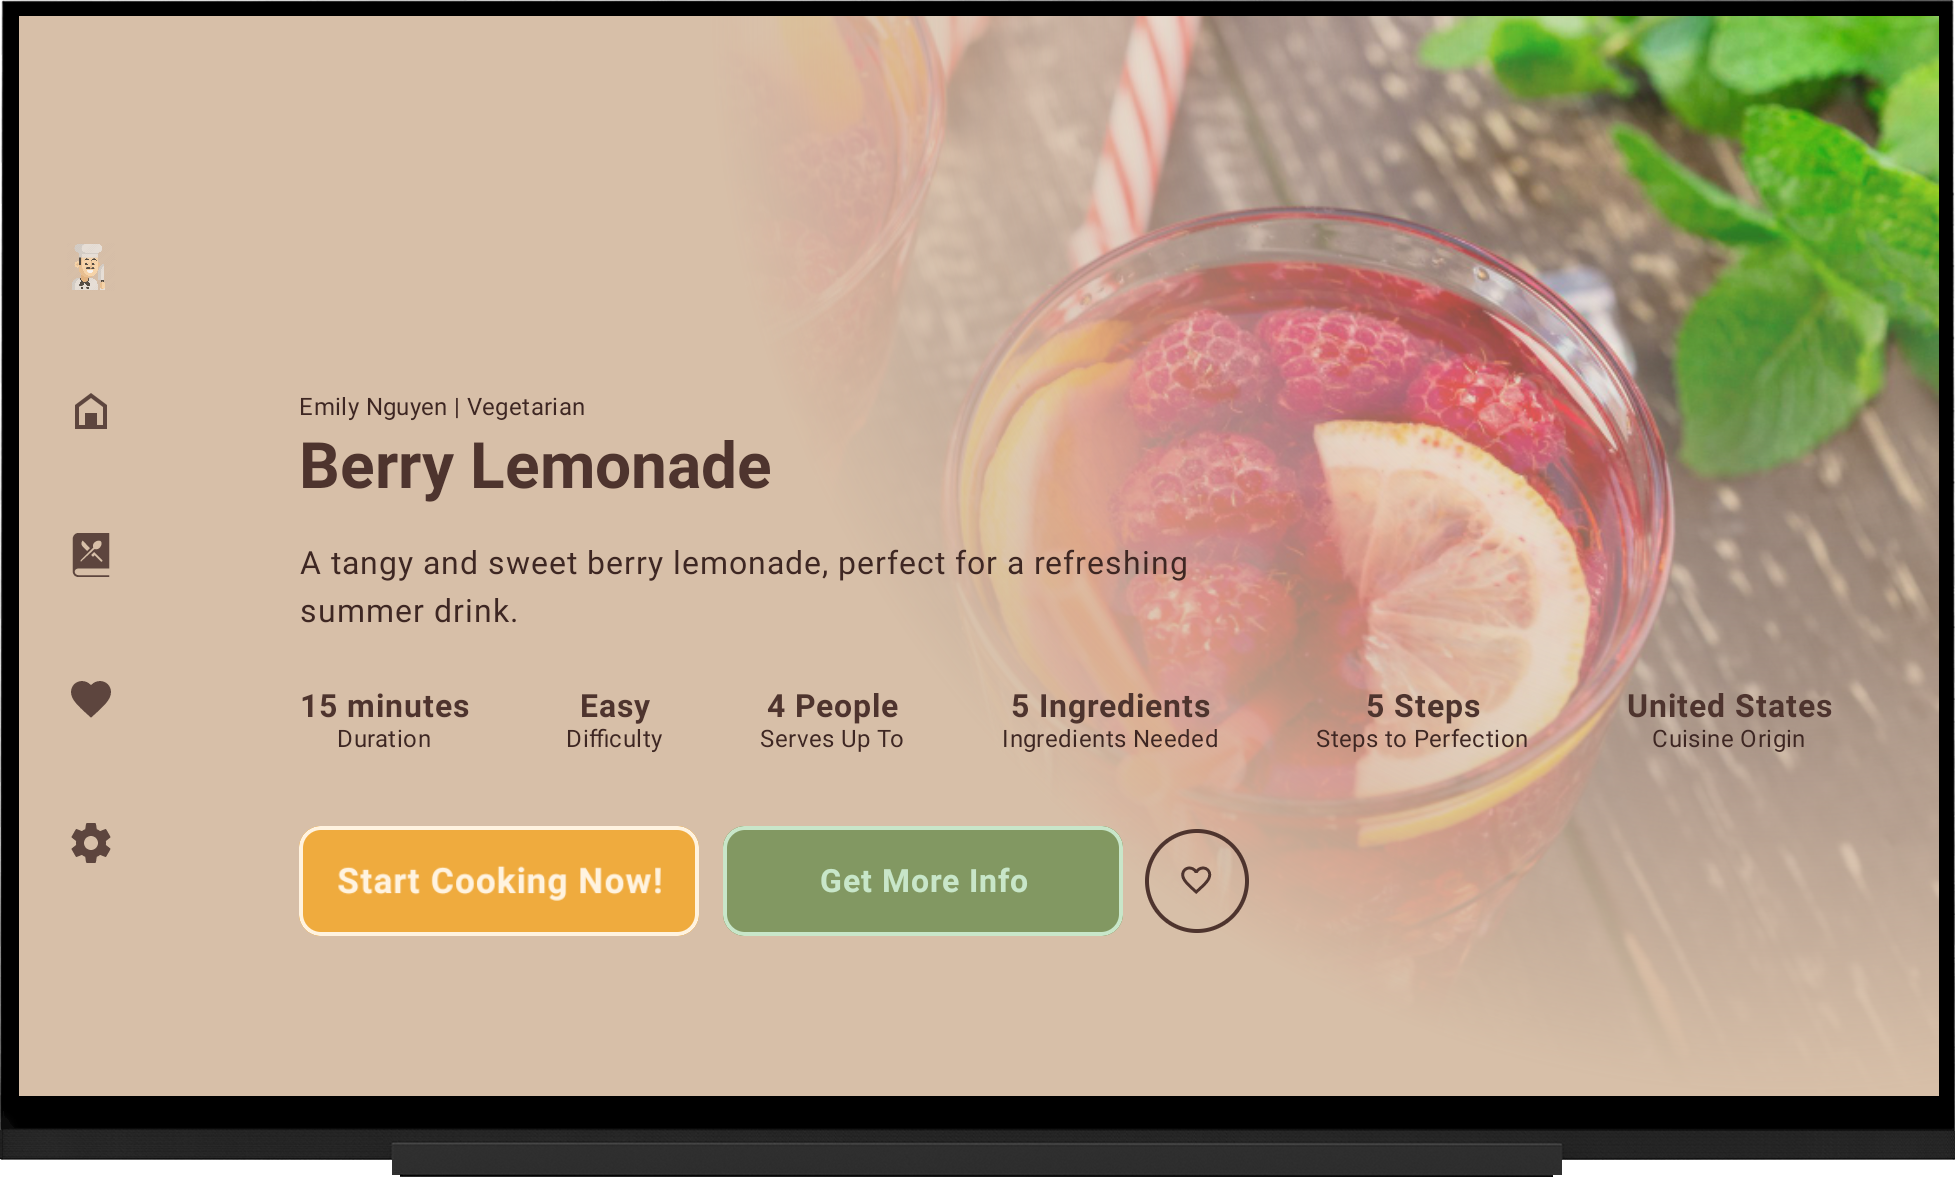 Emily Nguyen | Vegetarian
Berry Lemonade
A tangy and sweet berry lemonade, perfect for a refreshing
summer drink.
15 minutes
Duration
Easy
Difficulty
4 People
Serves Up To
5 Ingredients
Ingredients Needed
5 Steps
Steps to Perfection
United States
Cuisine Origin
Start Cooking Now!
Get More Info